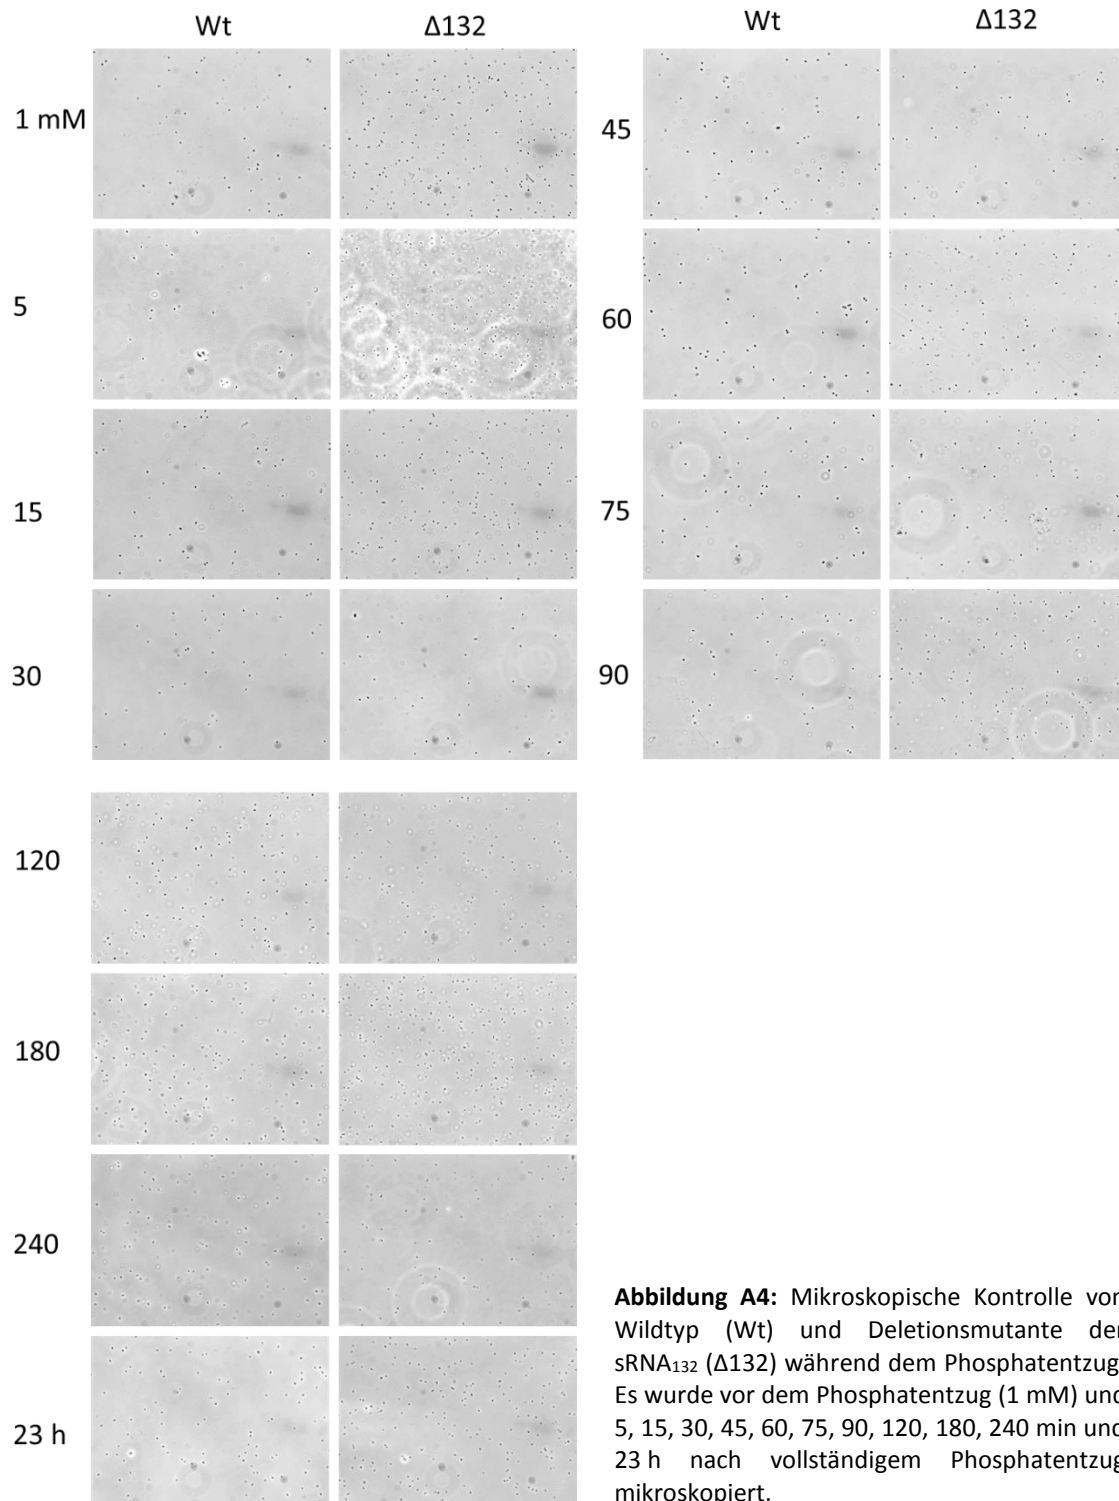 Wt Δ132
1 mM
5
15
30
Wt Δ132
45
60
75
90
120
180
240
23 h
Abbildung A4: Mikroskopische Kontrolle von
Wildtyp (Wt) und Deletionsmutante der
sRNA₁₃₂ (Δ132) während dem Phosphatentzug.
Es wurde vor dem Phosphatentzug (1 mM) und
5, 15, 30, 45, 60, 75, 90, 120, 180, 240 min und
23 h nach vollständigem Phosphatentzug
mikroskopiert.